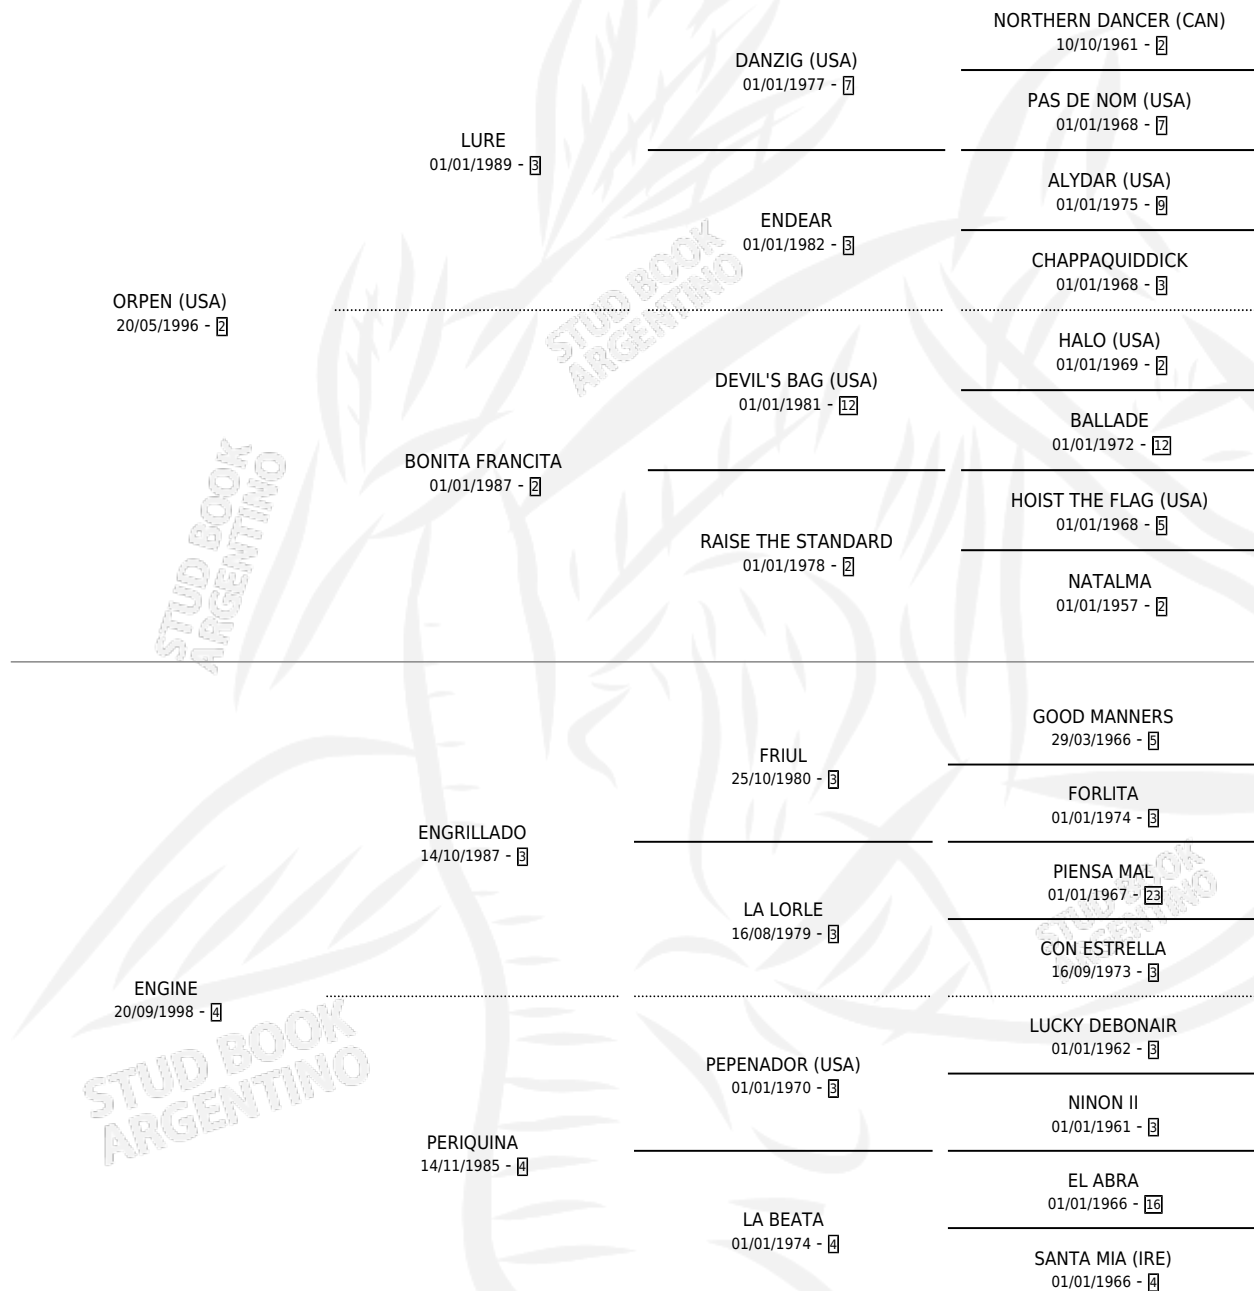 NORTHERN DANCER (CAN)
10/10/1961 - 2
DANZIG (USA)
01/01/1977 - 7
PAS DE NOM (USA)
01/01/1968 - 7
LURE
01/01/1989 - 3
ALYDAR (USA)
01/01/1975 - 9
ENDEAR
01/01/1982 - 3
CHAPPAQUIDDICK
01/01/1968 - 3
ORPEN (USA)
20/05/1996 - 2
STUD BOOK
ARGENTINO
HALO (USA)
01/01/1969 - 2
DEVIL'S BAG (USA)
01/01/1981 - 12
BALLADE
01/01/1972 - 12
BONITA FRANCITA
01/01/1987 - 2
HOIST THE FLAG (USA)
01/01/1968 - 5
RAISE THE STANDARD
01/01/1978 - 2
NATALMA
01/01/1957 - 2
STUD BOOK
ARGENTINO
GOOD MANNERS
29/03/1966 - 5
FRIUL
25/10/1980 - 3
FORLITA
01/01/1974 - 3
ENGRILLADO
14/10/1987 - 3
PIENSA MAL
01/01/1967 - 23
LA LORLE
16/08/1979 - 3
CON ESTRELLA
16/09/1973 - 3
STUD BOOK
ARGENTINO
ENGINE
20/09/1998 - 4
STUD BOOK
ARGENTINO
LUCKY DEBONAIR
01/01/1962 - 3
PEPENADOR (USA)
01/01/1970 - 3
NINON II
01/01/1961 - 3
PERIQUINA
14/11/1985 - 4
EL ABRA
01/01/1966 - 16
LA BEATA
01/01/1974 - 4
SANTA MIA (IRE)
01/01/1966 - 4